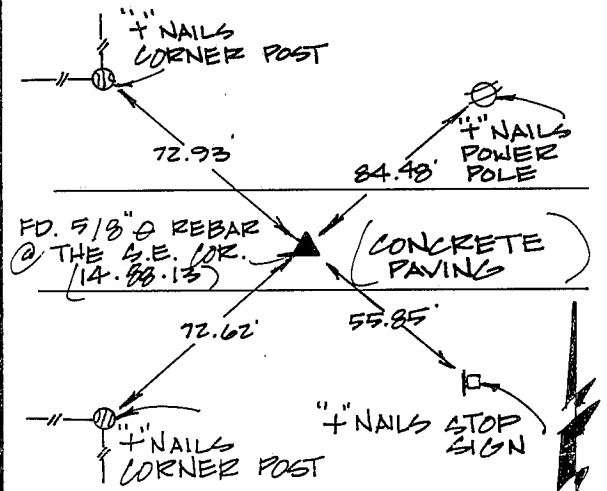 "+" NAILS
CORNER POST
"+" NAILS
POWER
POLE
72.93'
84.48'
FD. 5/8" Ɵ REBAR
@ THE S.E. COR.
(14.88.13)
(CONCRETE
PAVING)
72.62'
55.85'
"+" NAILS
CORNER POST
"+" NAILS STOP
SIGN